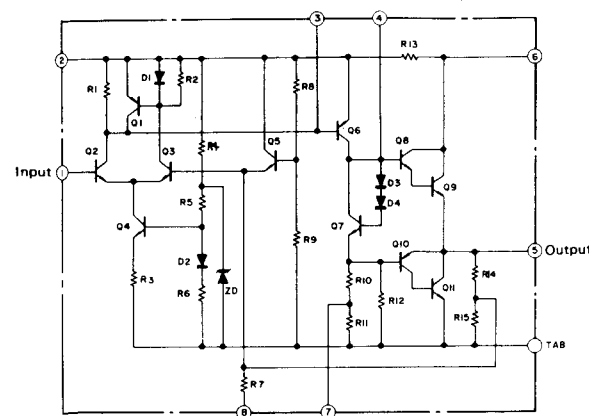 3
4
2
D1
R2
R13
6
R1
R8
Q1
Q6
Q2
Q3
R4
Q5
Q8
Input
1
D3
Q9
R5
D4
Q4
Q7
Q10
Output
5
D2
R9
R14
R3
R10
Q11
ZD
R12
R6
R11
R15
TAB
R7
8
7